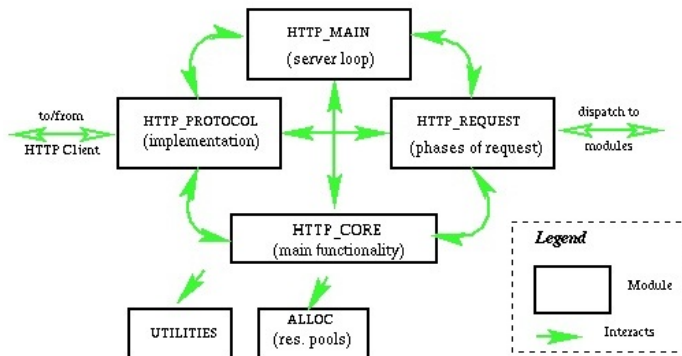 HTTP_MAIN
(server loop)
to/from
HTTP Client
HTTP_PROTOCOL
(implementation)
HTTP_REQUEST
(phases of request)
dispatch to
modules
HTTP_CORE
(main functionality)
UTILITIES
ALLOC
(res. pools)
Legend
Module
Interacts